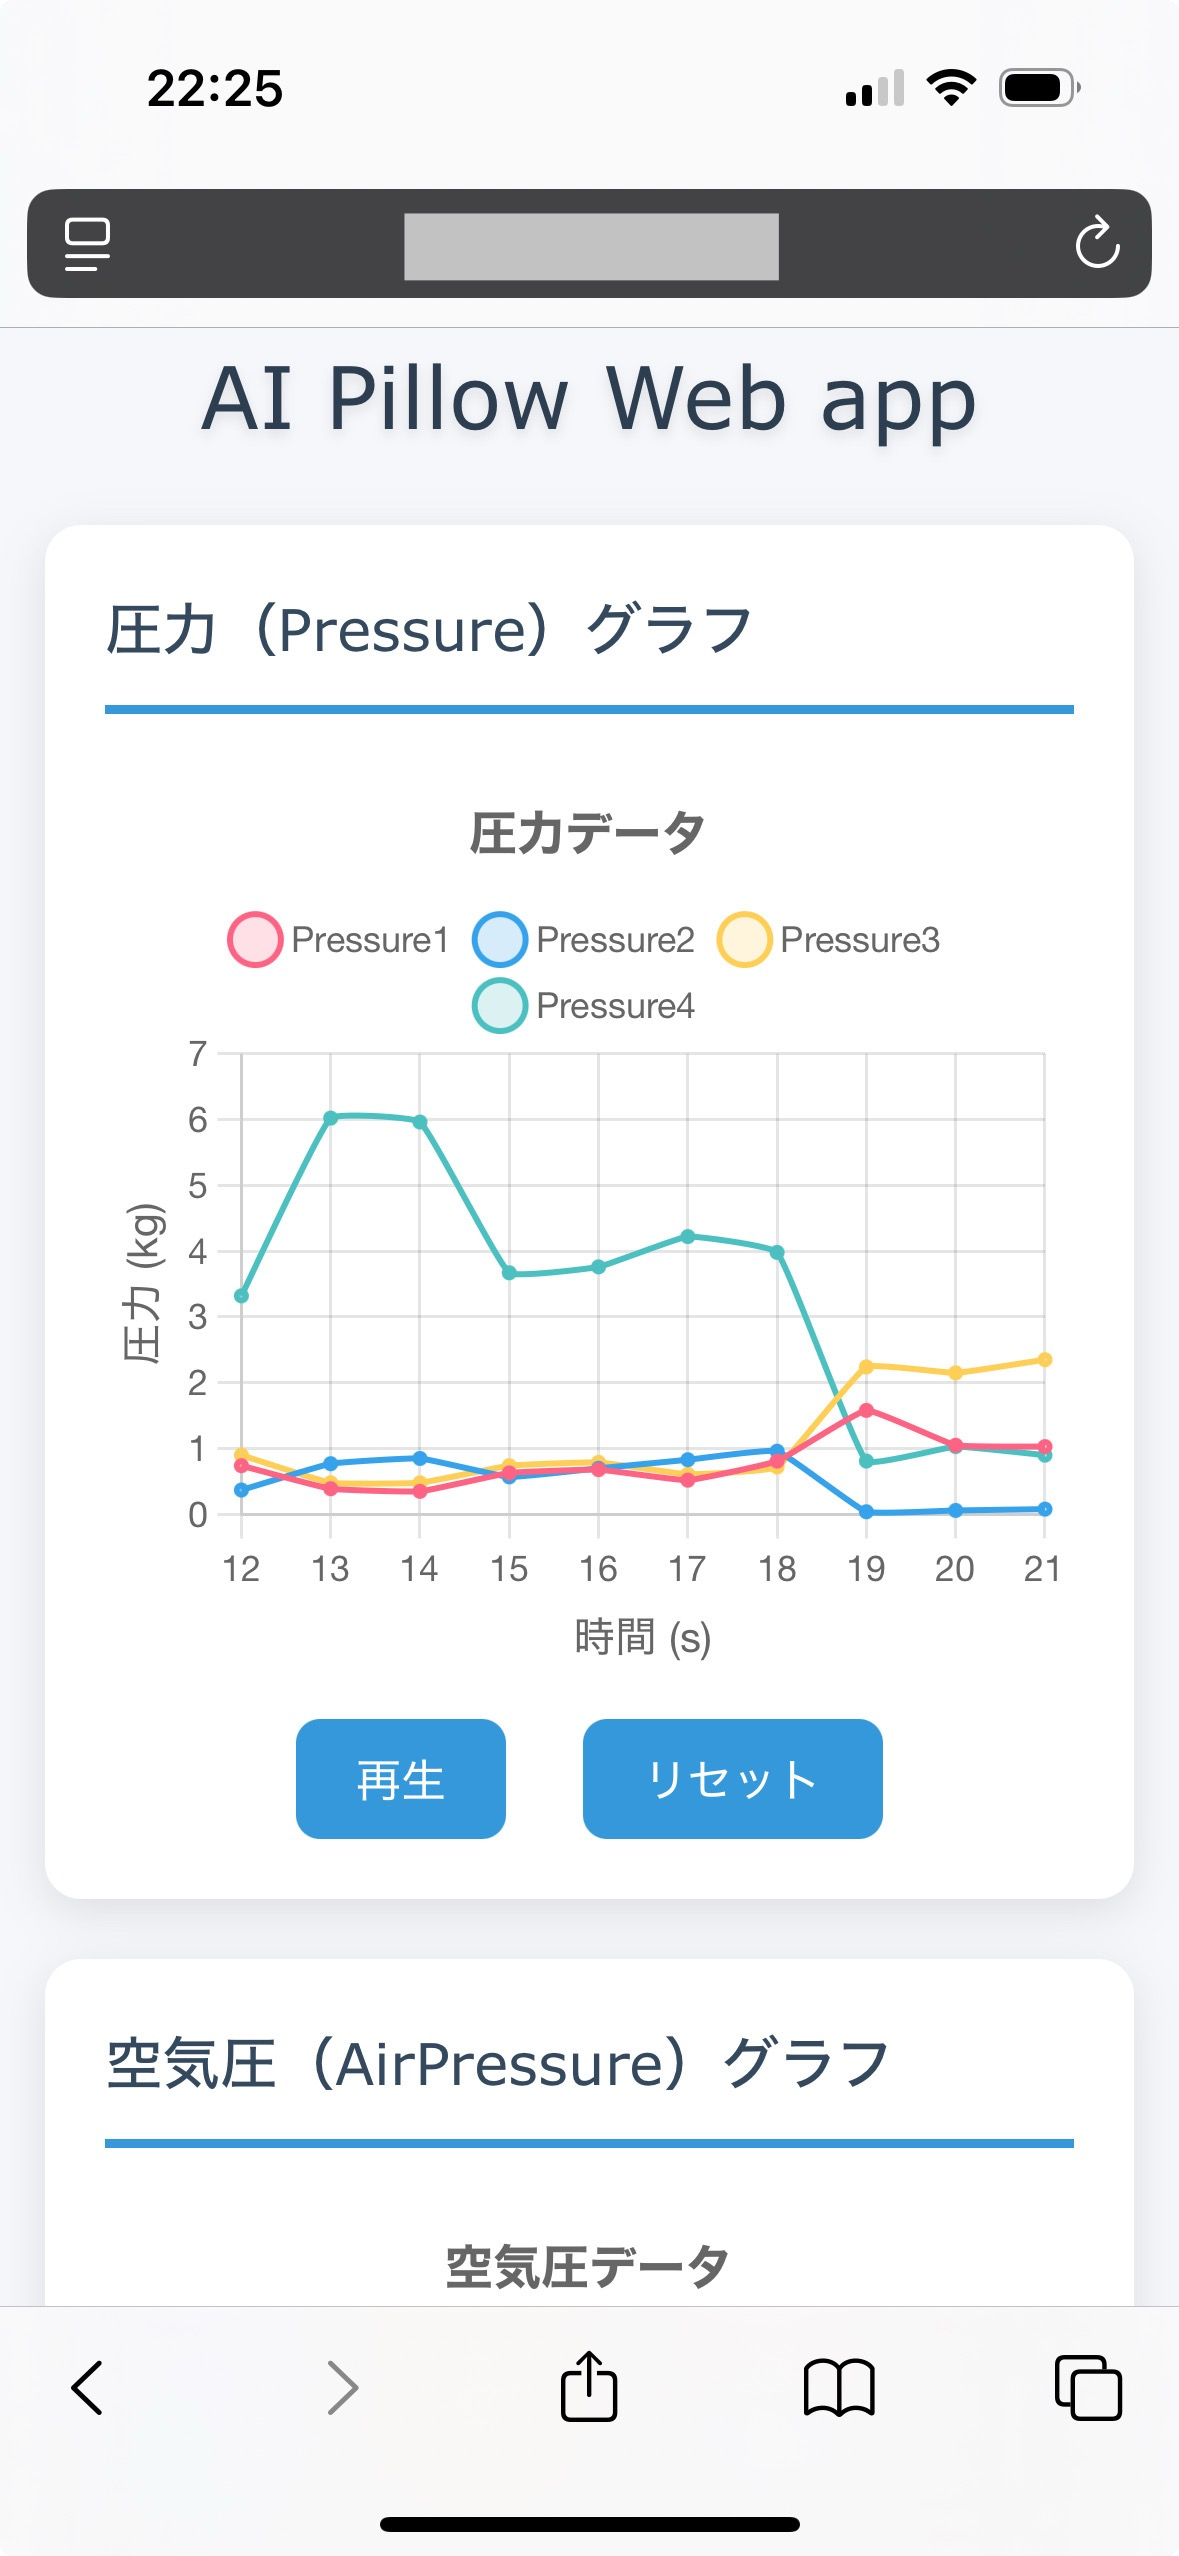 22:25
AI Pillow Web app
圧力（Pressure）グラフ
圧力データ
Pressure1 Pressure2 Pressure3
Pressure4
7
6
5
4
3
2
1
0
圧力 (kg)
12 13 14 15 16 17 18 19 20 21
時間 (s)
再生 リセット
空気圧（AirPressure）グラフ
空気圧データ